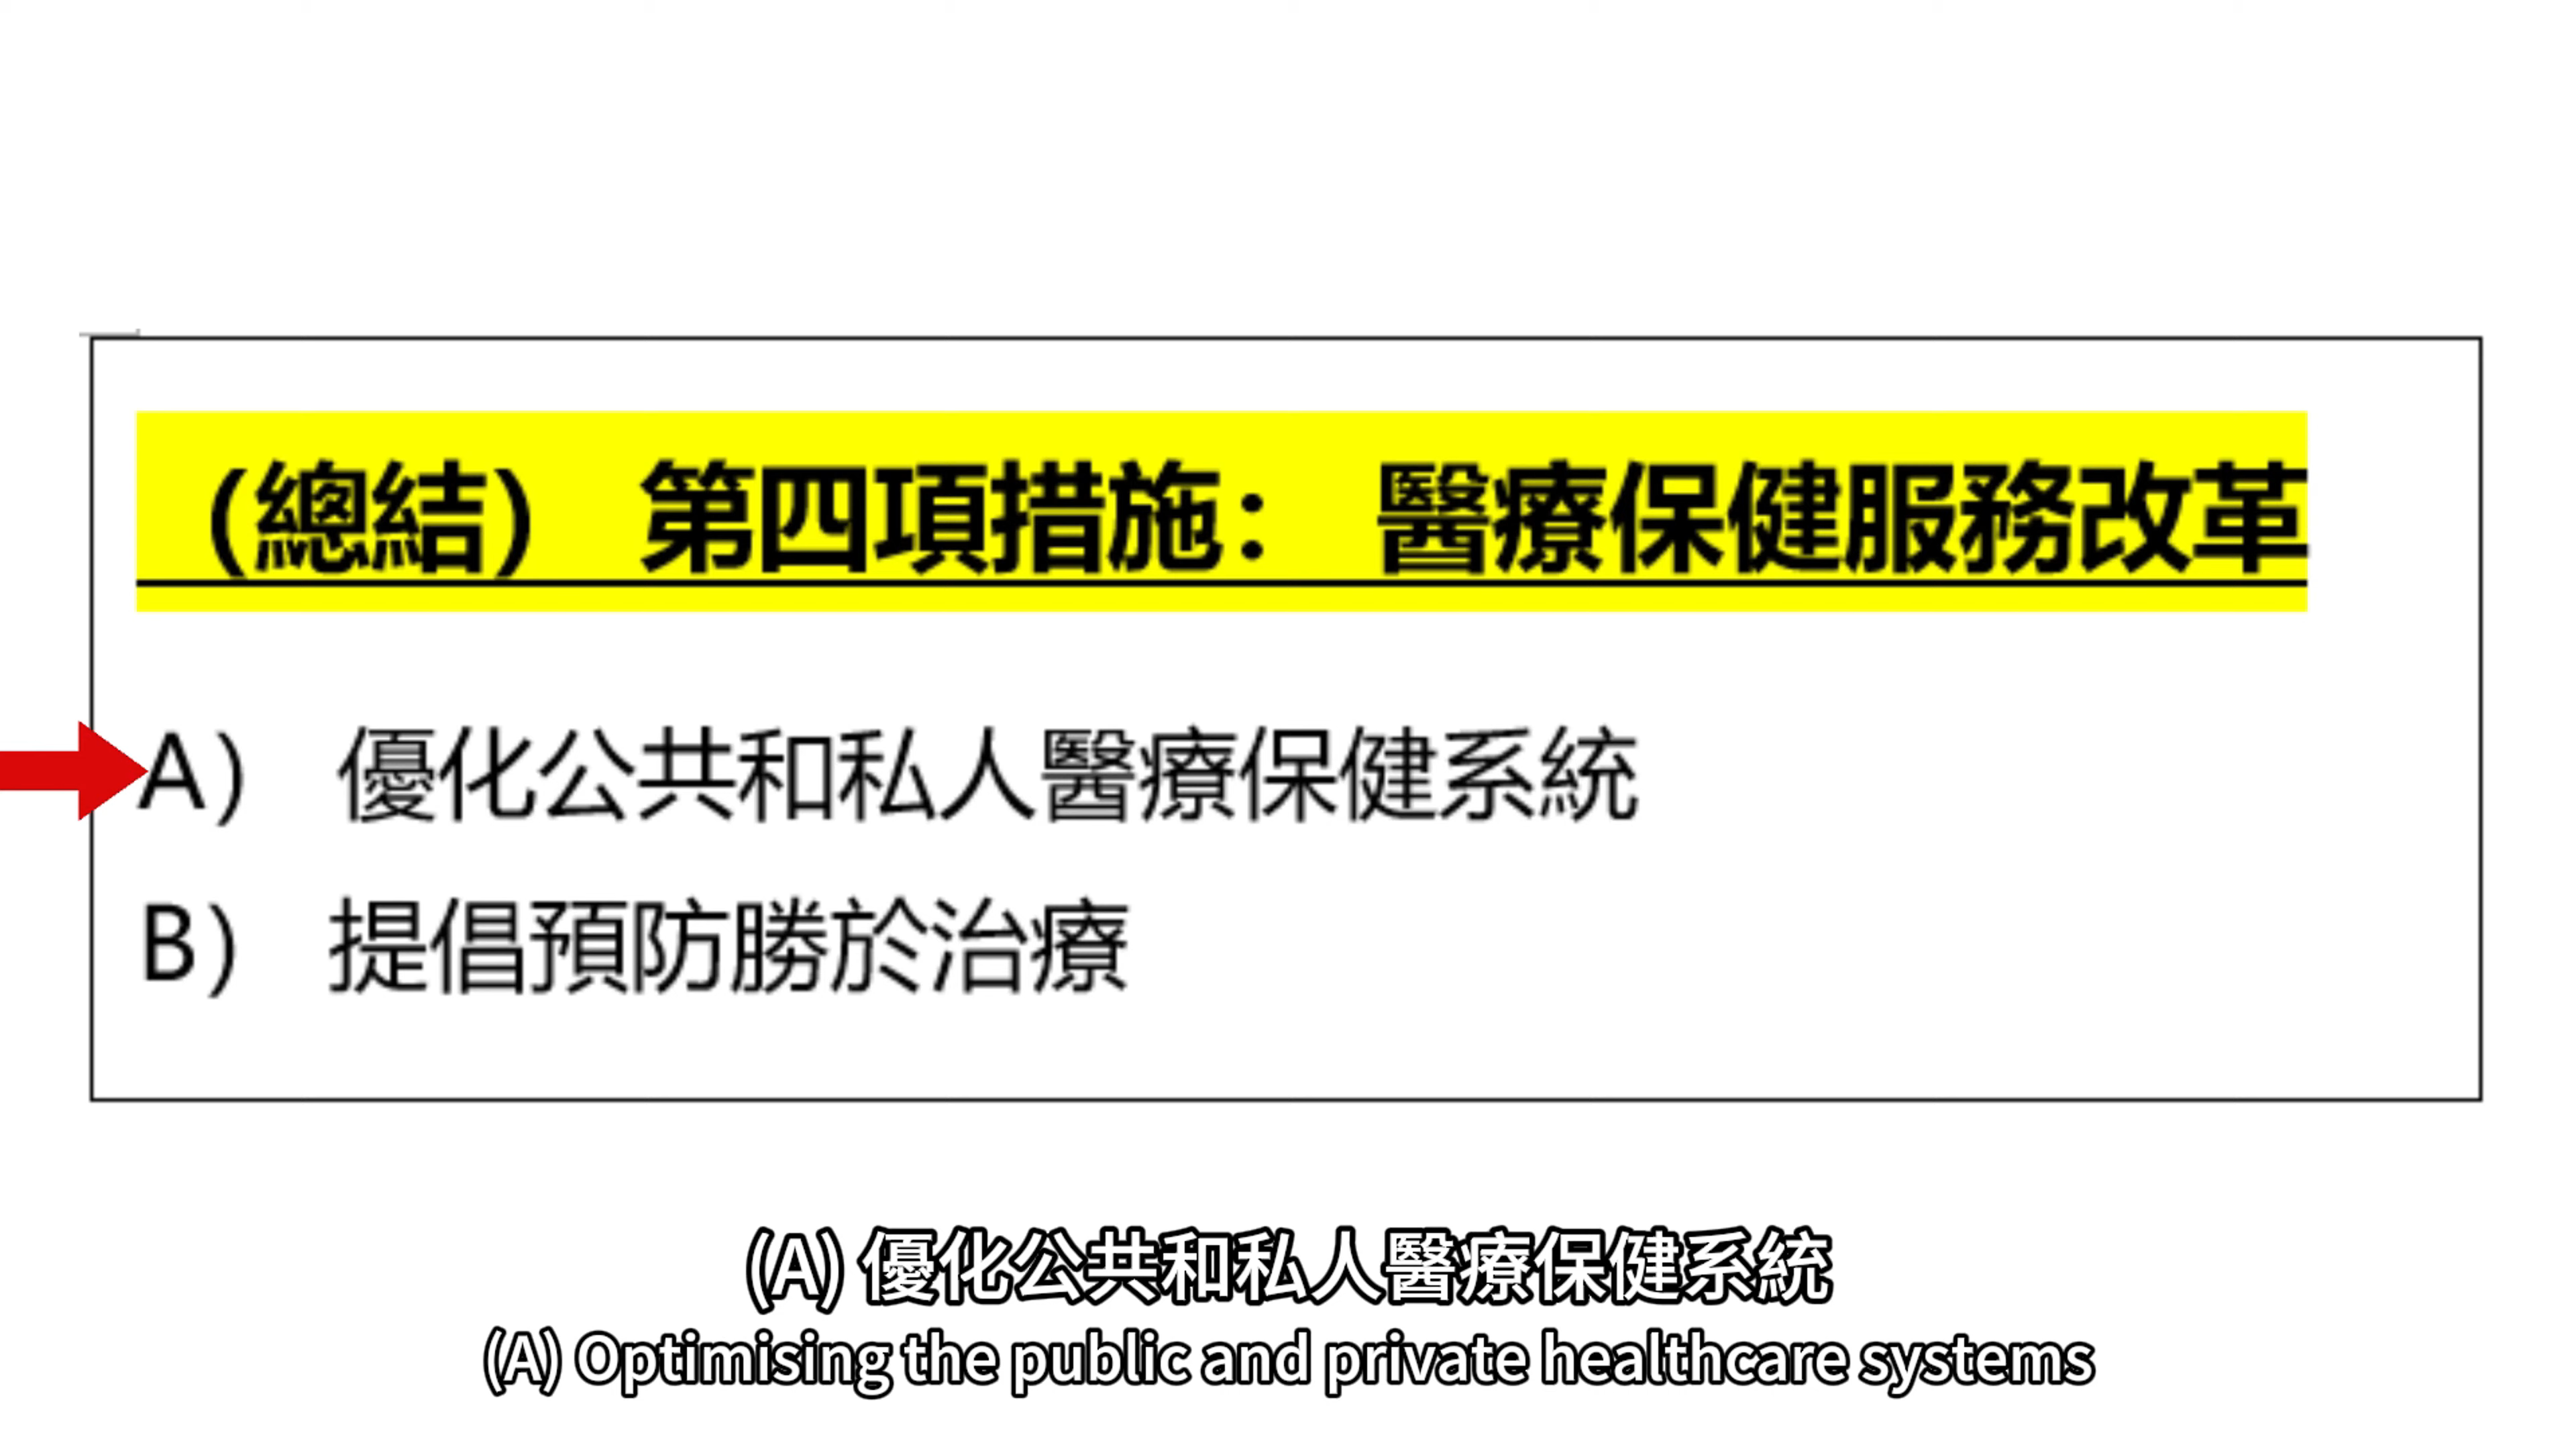 (總結) 第四項措施： 醫療保健服務改革
A) 優化公共和私人醫療保健系統
B) 提倡預防勝於治療
(A) 優化公共和私人醫療保健系統
(A) Optimising the public and private healthcare systems